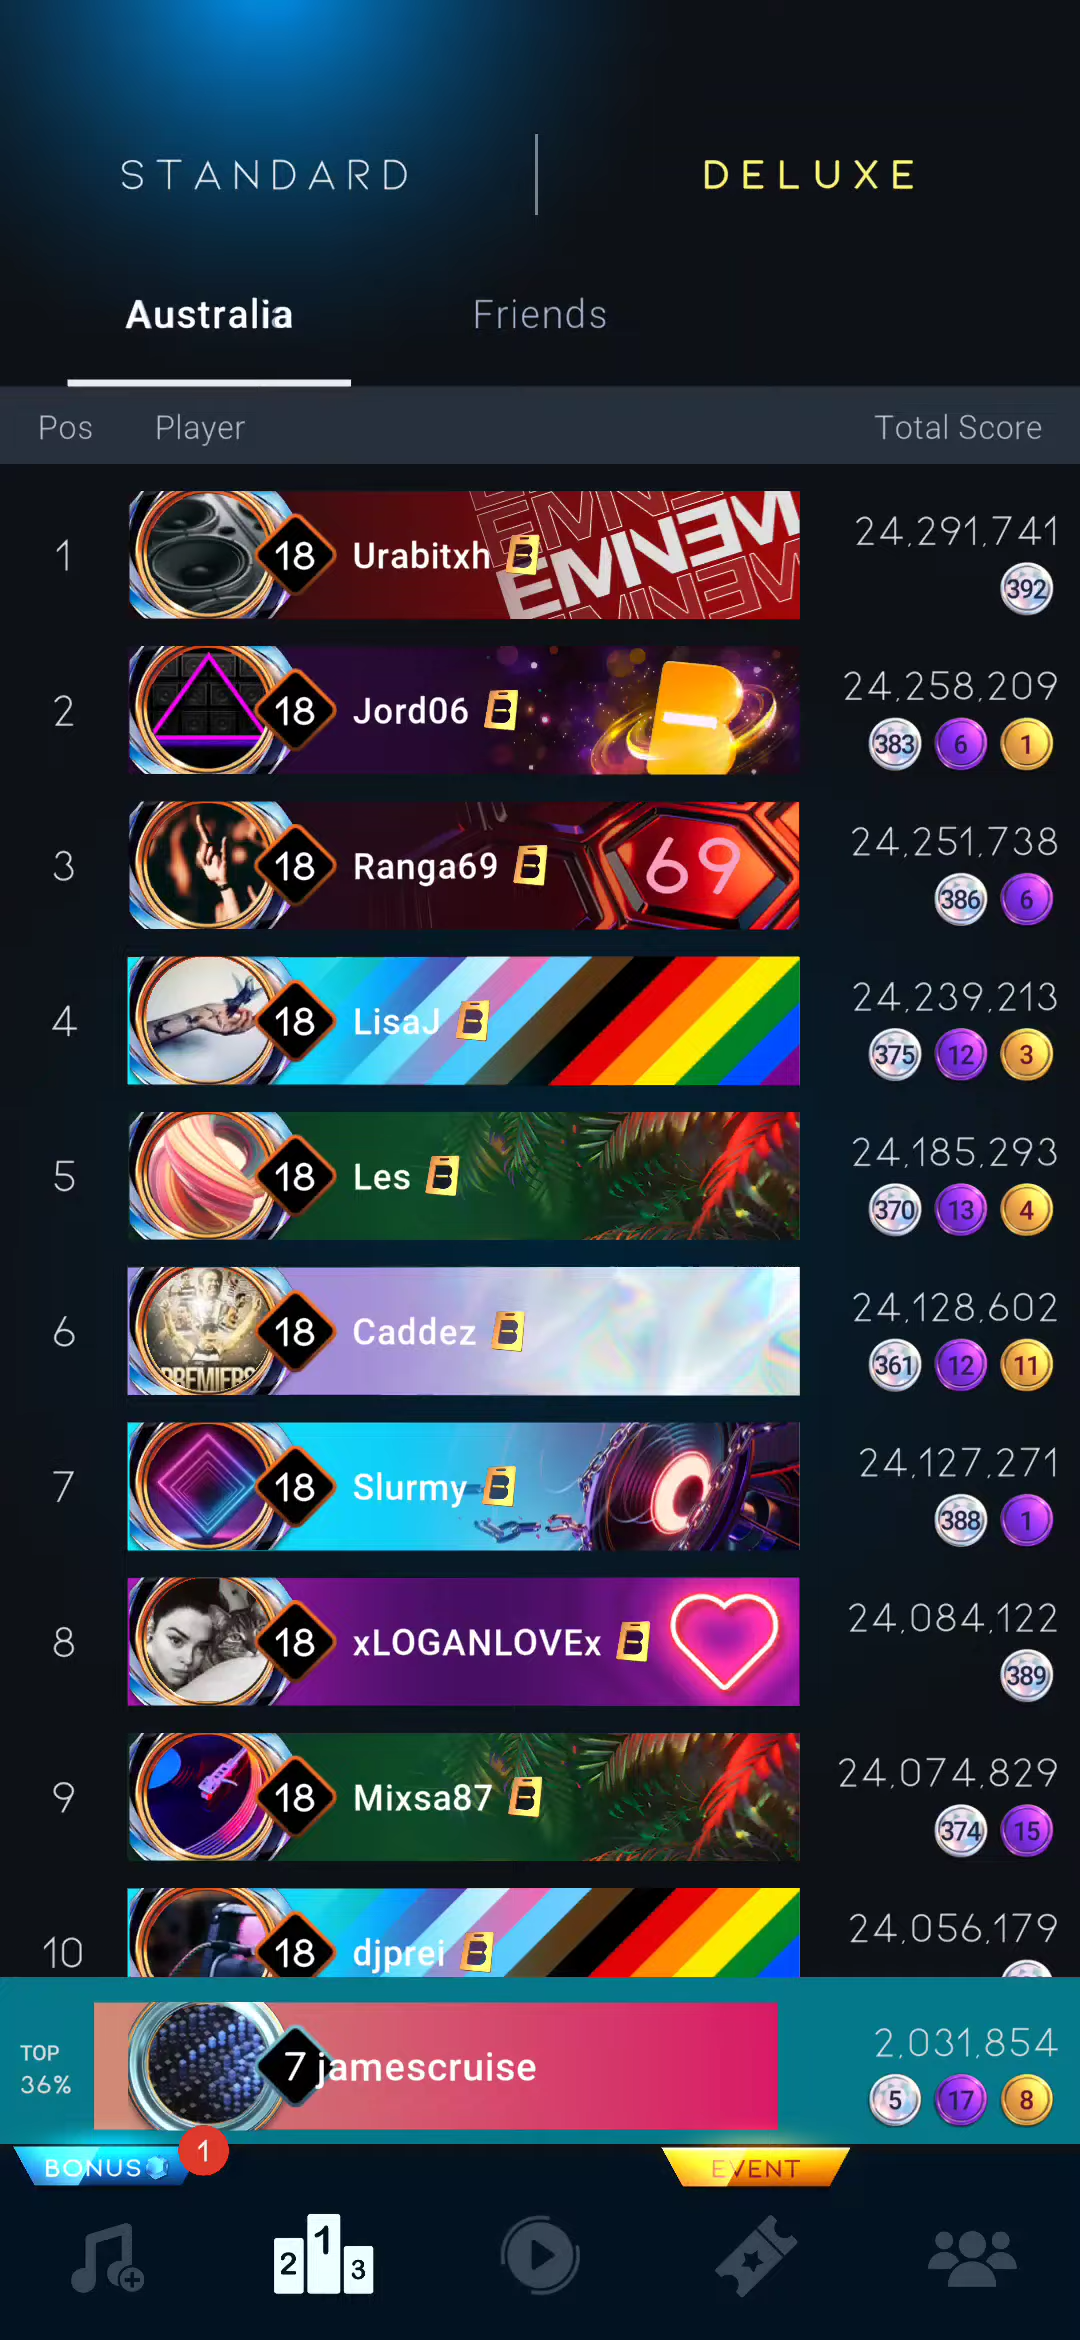 STANDARD
DELUXE
Australia
Friends
Pos
Player
Total Score
1
18
Urabitxh
EMINEM
24,291,741
392
2
18
Jord06
24,258,209
383
6
1
3
18
Ranga69
69
24,251,738
386
6
4
18
LisaJ
24,239,213
375
12
3
5
18
Les
24,185,293
370
13
4
6
PREMIERS
18
Caddez
24,128,602
361
12
11
7
18
Slurmy
24,127,271
388
1
8
18
xLOGANLOVEx
24,084,122
389
9
18
Mixsa87
24,074,829
374
15
10
18
djprei
24,056,179
TOP
36%
7
jamescruise
2,031,854
5
17
8
BONUS
1
EVENT
2
1
3